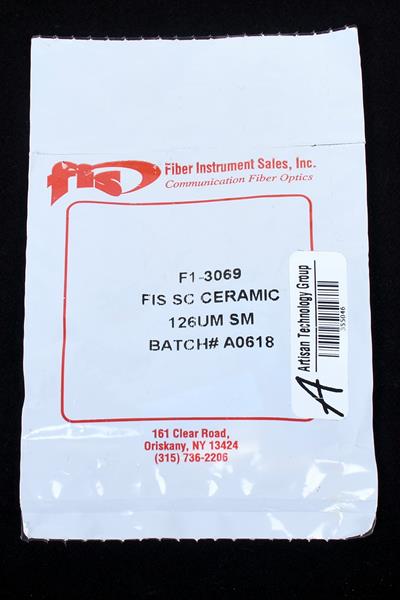 fis
Fiber Instrument Sales, Inc.
Communication Fiber Optics
F1-3069
FIS SC CERAMIC
126UM SM
BATCH# A0618
Artisan Technology Group
355046
A
161 Clear Road,
Oriskany, NY 13424
(315) 736-2206